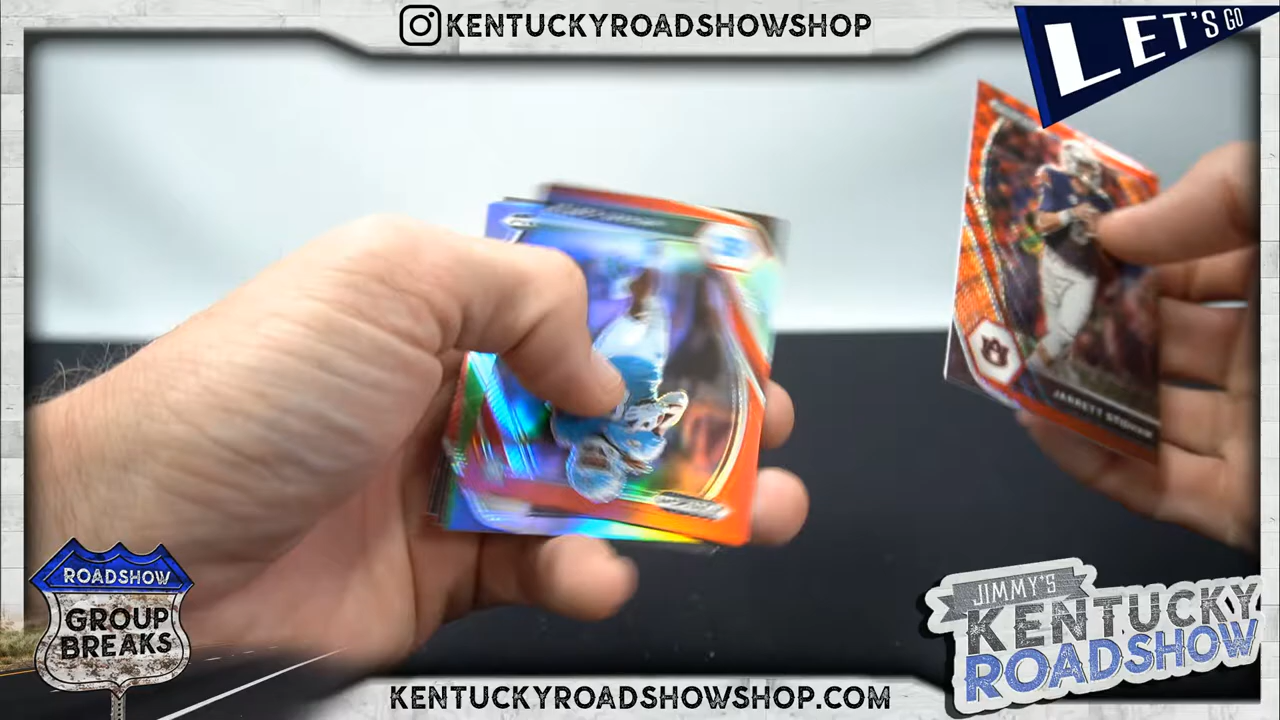 KENTUCKYROADSHOWSHOP
LET'S GO
JARRETT STIDHAM
ROADSHOW
GROUP
BREAKS
JIMMY'S
KENTUCKY
ROADSHOW
KENTUCKYROADSHOWSHOP.COM